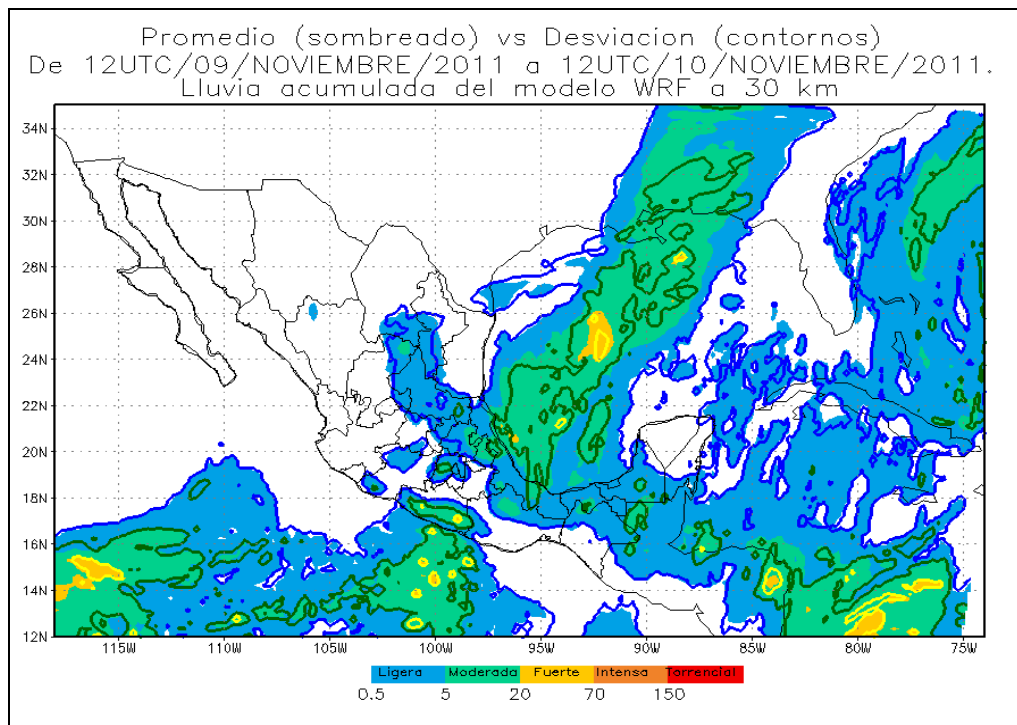 Promedio (sombreado) vs Desviacion (contornos)
De 12UTC/09/NOVIEMBRE/2011 a 12UTC/10/NOVIEMBRE/2011.
Lluvia acumulada del modelo WRF a 30 km
34N
32N
30N
28N
26N
24N
22N
20N
18N
16N
14N
12N
115W 110W 105W 100W 95W 90W 85W 80W 75W
Ligera Moderada Fuerte Intensa Torrencial
0.5 5 20 70 150